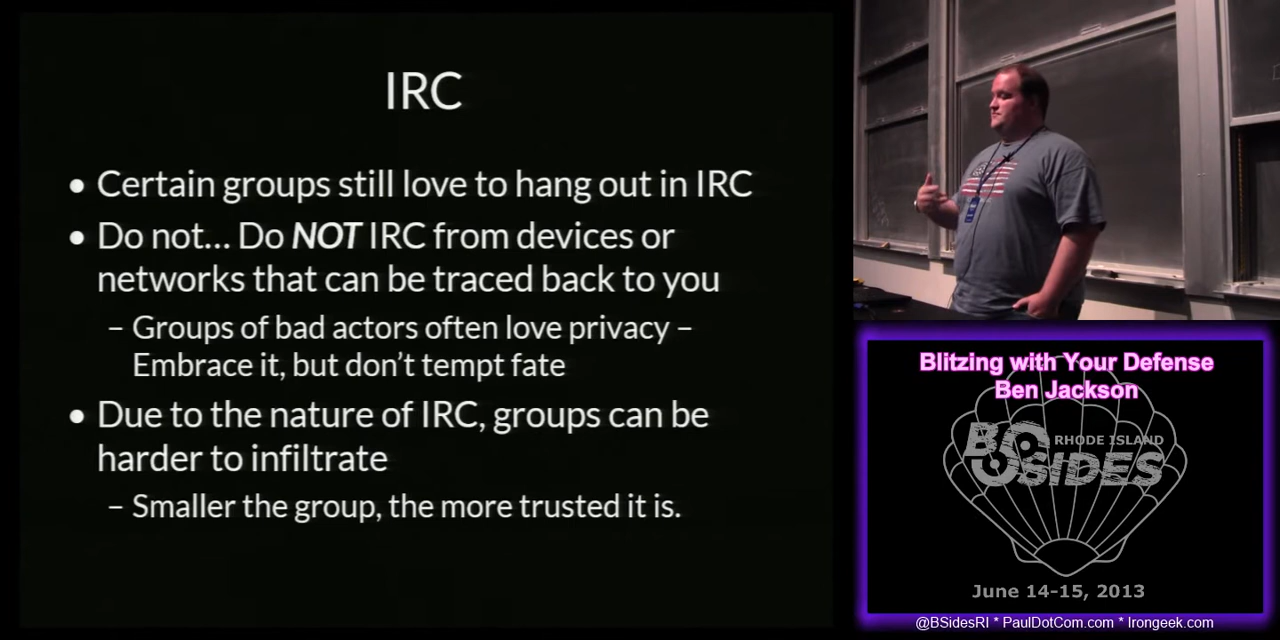 IRC
• Certain groups still love to hang out in IRC
• Do not... Do NOT IRC from devices or
networks that can be traced back to you
– Groups of bad actors often love privacy –
Embrace it, but don't tempt fate
• Due to the nature of IRC, groups can be
harder to infiltrate
– Smaller the group, the more trusted it is.
Blitzing with Your Defense
Ben Jackson
BSIDES
RHODE ISLAND
June 14-15, 2013
@BSidesRI * PaulDotCom.com * Irongeek.com